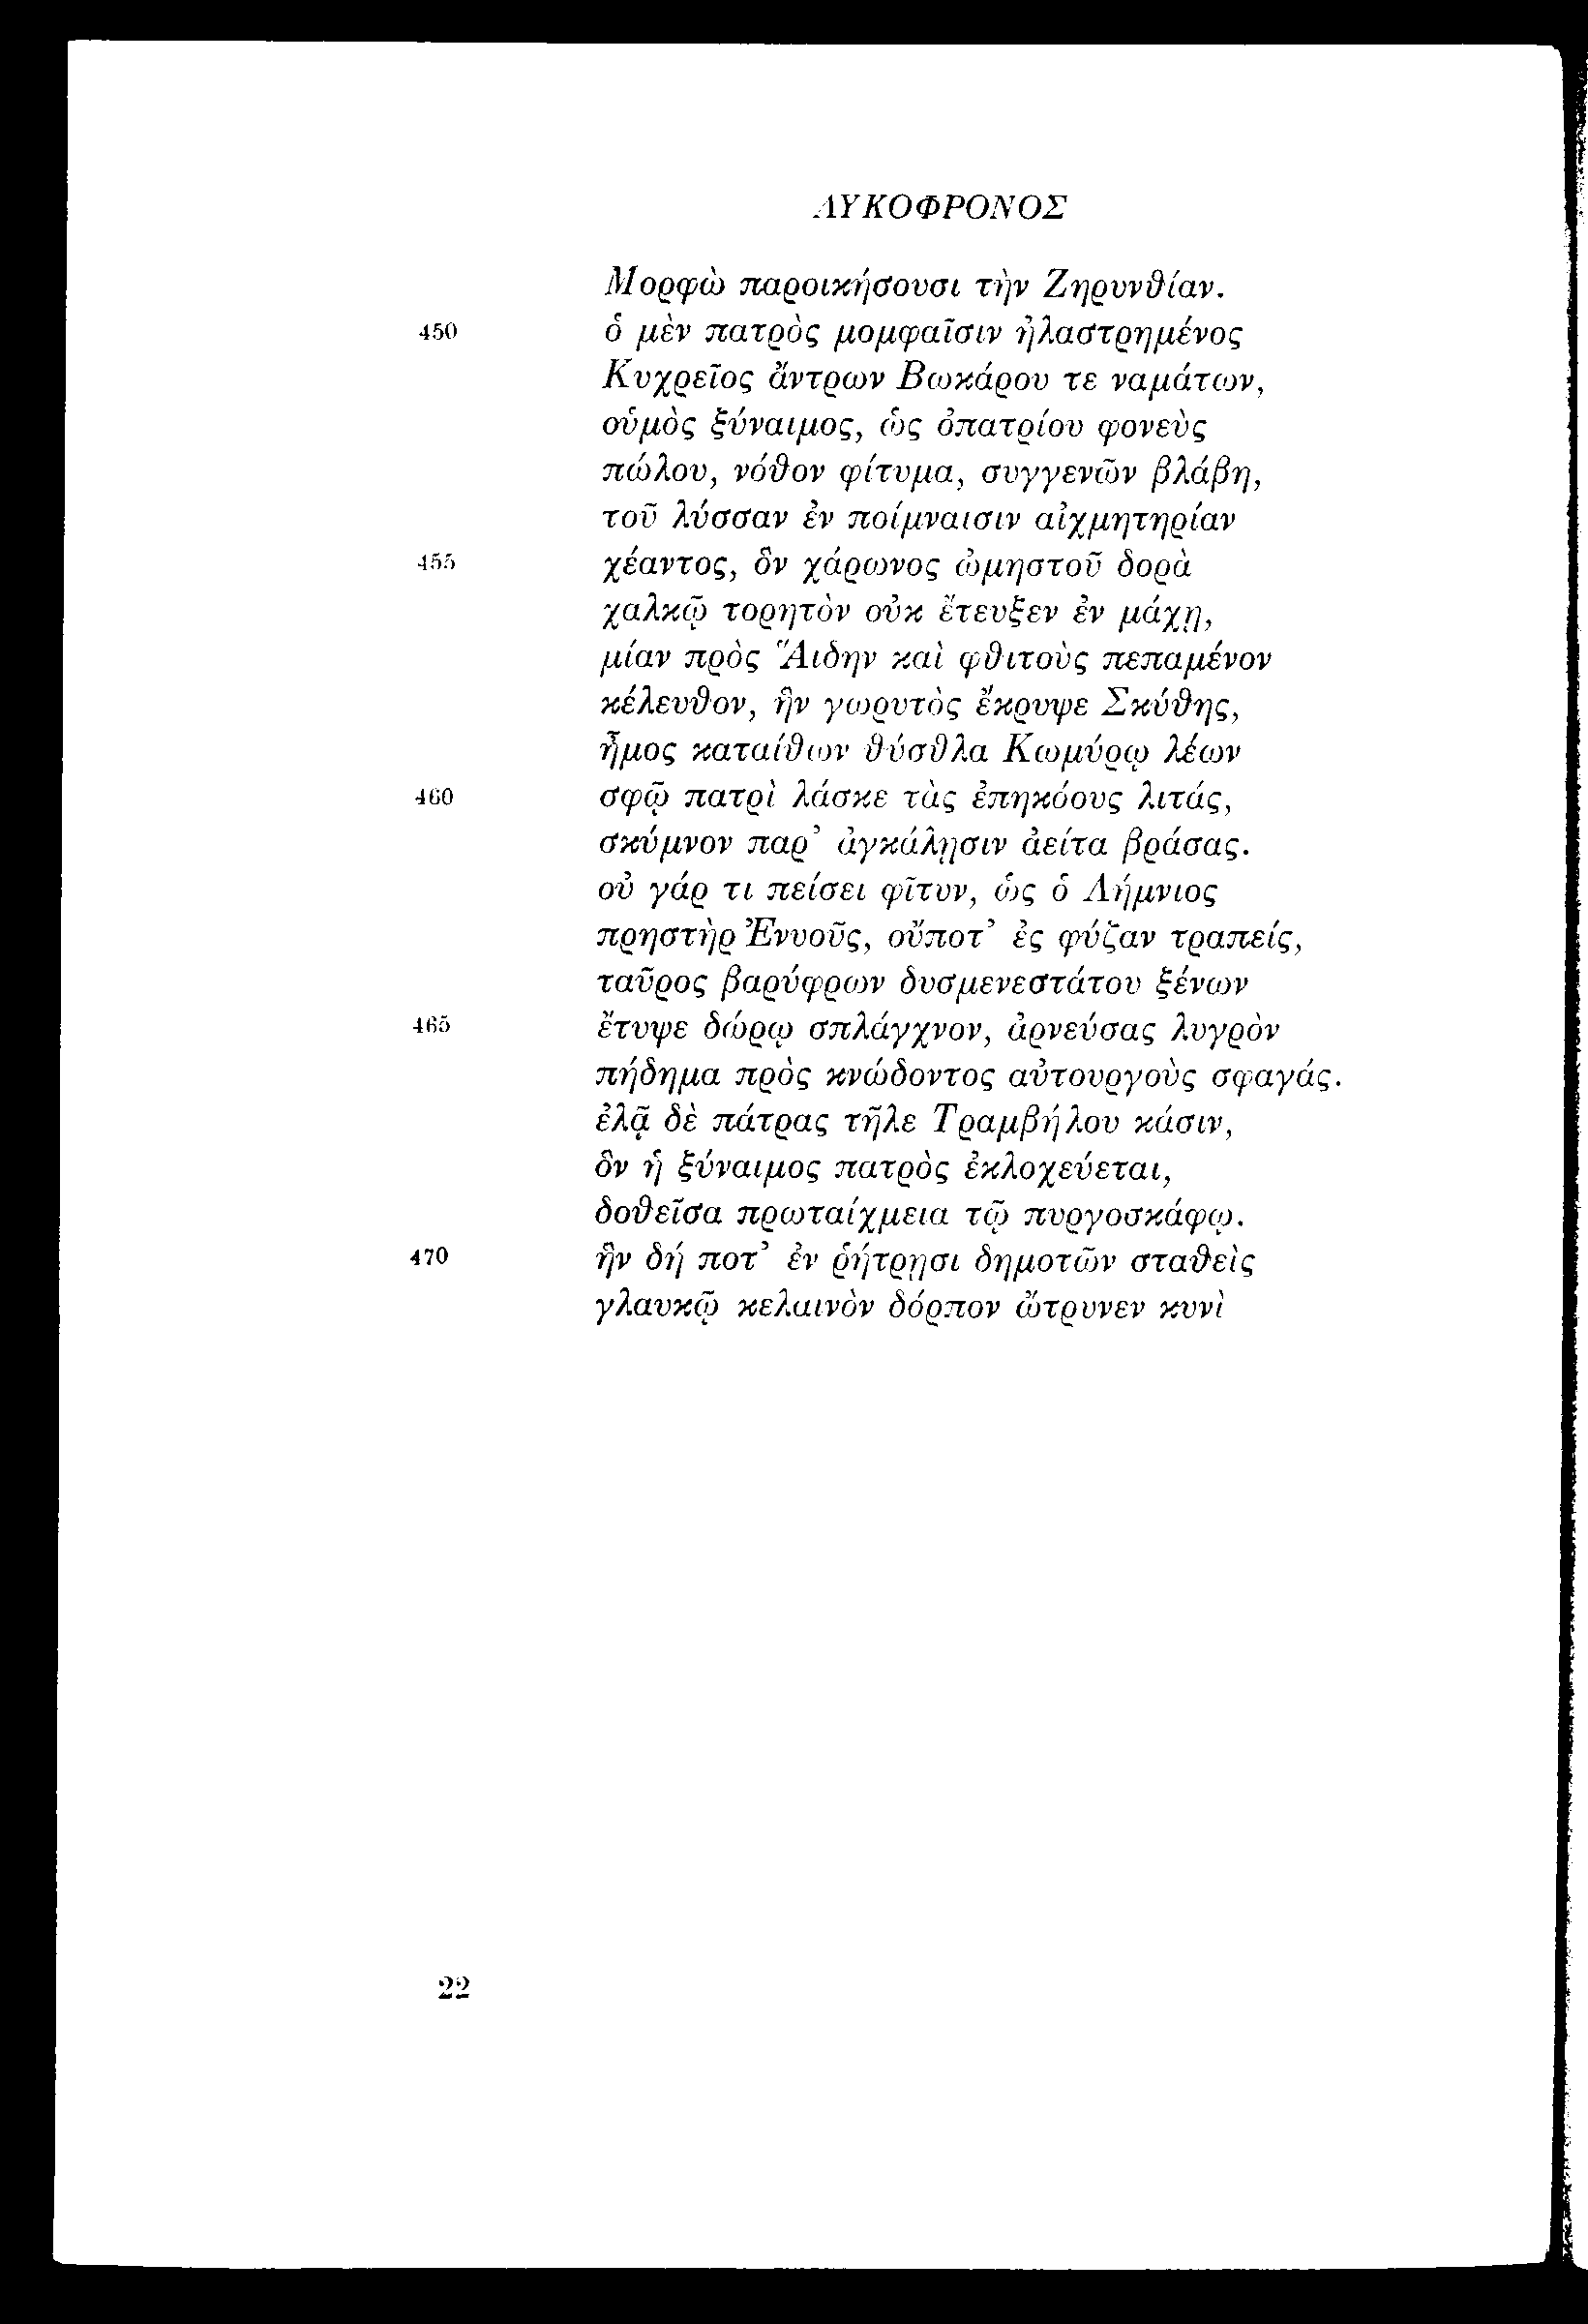 ΛΥΚΟΦΡΟΝΟΣ
Μορφὼ παροικήσουσι τὴν Ζηρυνθίαν.
450 ὁ μὲν πατρὸς μομφαῖσιν ἠλαστρημένος
Κυχρεῖος ἄντρων Βωκάρου τε ναμάτων,
οὑμὸς ξύναιμος, ὡς ὀπατρίου φονεὺς
πώλου, νόθον φίτυμα, συγγενῶν βλάβη,
τοῦ λύσσαν ἐν ποίμναισιν αἰχμητηρίαν
455 χέαντος, ὃν χάρωνος ὠμηστοῦ δορὰ
χαλκῷ τορητὸν οὐκ ἔτευξεν ἐν μάχῃ,
μίαν πρὸς Ἅιδην καὶ φθιτοὺς πεπαμένον
κέλευθον, ἣν γωρυτὸς ἔκρυψε Σκύθης,
ἦμος καταίθων θύσθλα Κωμύρῳ λέων
460 σφῷ πατρὶ λάσκε τὰς ἐπηκόους λιτάς,
σκύμνον παρ’ ἀγκάλῃσιν ἀείτα βράσας.
οὐ γάρ τι πείσει φῖτυν, ὡς ὁ Λήμνιος
πρηστὴρ Ἐνυοῦς, οὔποτ’ ἐς φύζαν τραπείς,
ταῦρος βαρύφρων δυσμενεστάτου ξένων
465 ἔτυψε δώρῳ σπλάγχνον, ἀρνεύσας λυγρὸν
πήδημα πρὸς κνώδοντος αὐτουργοὺς σφαγάς.
ἐλᾷ δὲ πάτρας τῆλε Τραμβήλου κάσιν,
ὃν ἡ ξύναιμος πατρὸς ἐκλοχεύεται,
δοθεῖσα πρωταίχμεια τῷ πυργοσκάφῳ.
470 ἣν δή ποτ’ ἐν ῥήτρῃσι δημοτῶν σταθεὶς
γλαυκῷ κελαινὸν δόρπον ὤτρυνεν κυνὶ
22